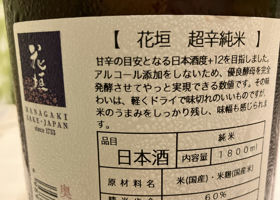 【 花垣 超辛純米 】
甘辛の目安となる日本酒度+12を目指しました。
アルコール添加をしないため、優良酵母を完全
発酵させてやっと実現できる数値です。その味
わいは、軽くドライで味切れのいいものですが、
米のうまみをしっかり残し、味幅も感じられま
す。
花垣
HANAGAKI
SAKE-JAPAN
since 1733
品目 日本酒
純米
内容量 1800ml
原材料名 米(国産)・米麹(国産米)
精米歩合 60%
奥